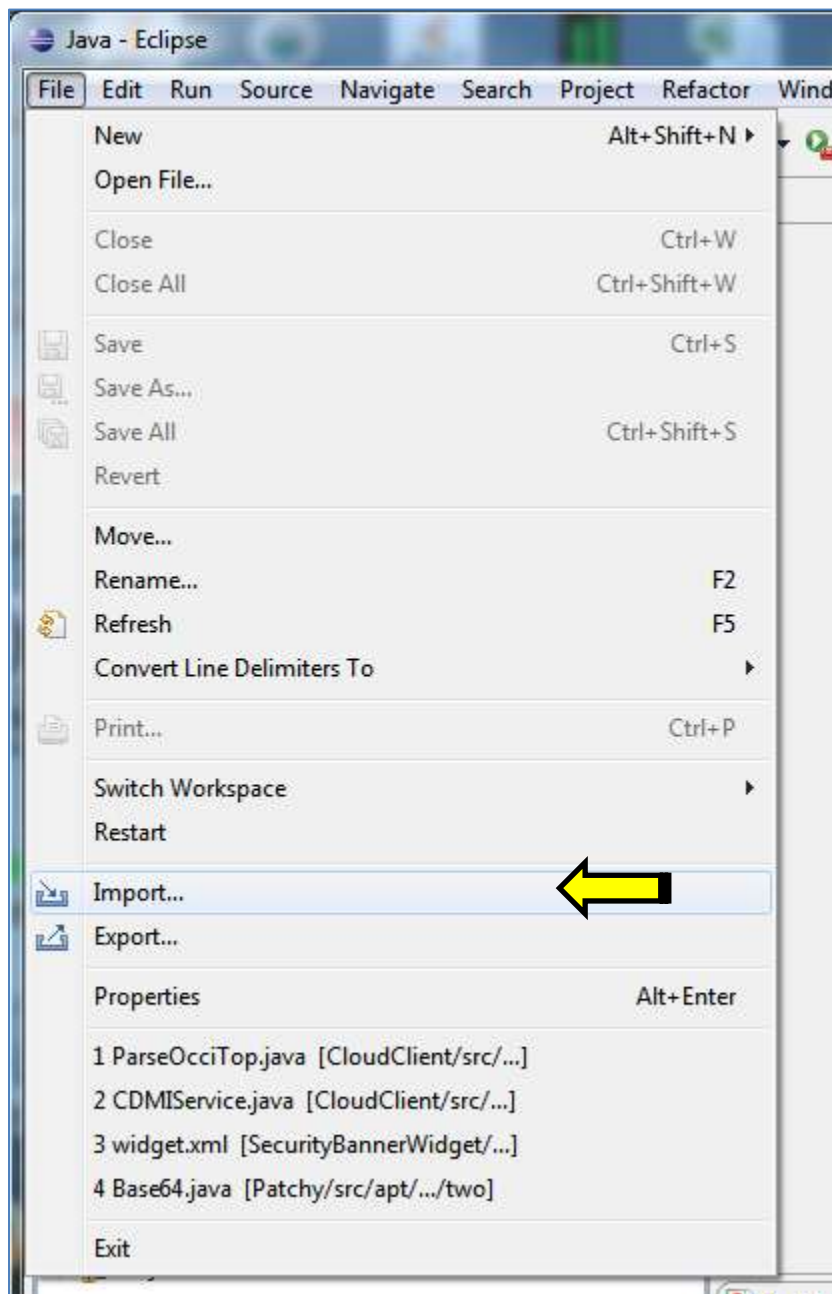 Java - Eclipse
File Edit Run Source Navigate Search Project Refactor Wind
New Alt+Shift+N
Open File...
Close Ctrl+W
Close All Ctrl+Shift+W
Save Ctrl+S
Save As...
Save All Ctrl+Shift+S
Revert
Move...
Rename... F2
Refresh F5
Convert Line Delimiters To
Print... Ctrl+P
Switch Workspace
Restart
Import...
Export...
Properties Alt+Enter
1 ParseOcciTop.java [CloudClient/src/...]
2 CDMIService.java [CloudClient/src/...]
3 widget.xml [SecurityBannerWidget/...]
4 Base64.java [Patchy/src/apt/.../two]
Exit